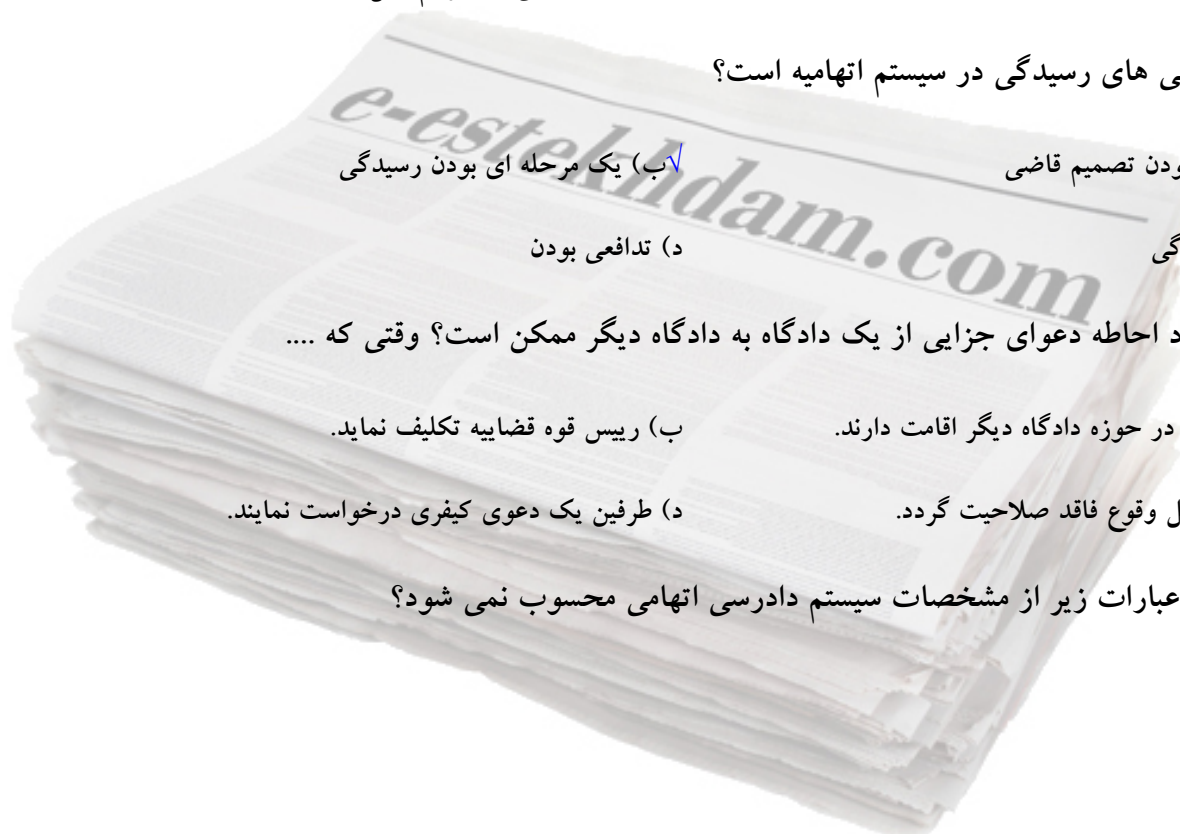 ی های رسیدگی در سیستم اتهامیه است؟
ودن تصمیم قاضی √ب) یک مرحله ای بودن رسیدگی
گی د) تدافعی بودن
د احاطه دعوای جزایی از یک دادگاه به دادگاه دیگر ممکن است؟ وقتی که ....
در حوزه دادگاه دیگر اقامت دارند. ب) رییس قوه قضاییه تکلیف نماید.
ل وقوع فاقد صلاحیت گردد. د) طرفین یک دعوی کیفری درخواست نمایند.
عبارات زیر از مشخصات سیستم دادرسی اتهامی محسوب نمی شود؟
e-estekhdam.com